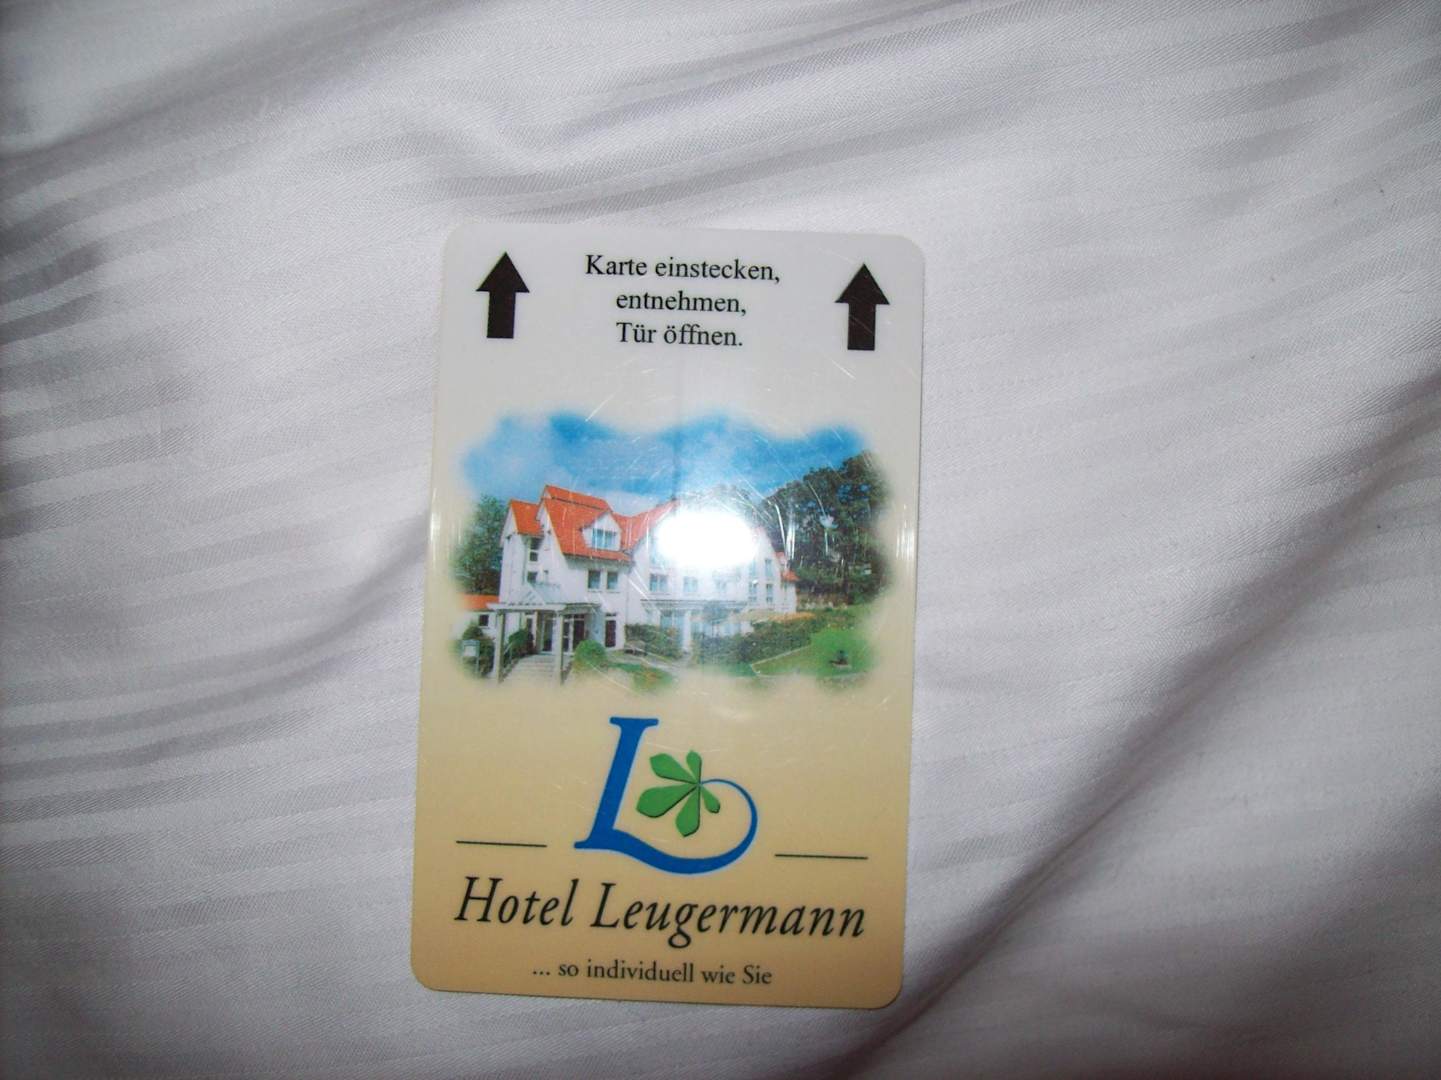 Karte einstecken,
entnehmen,
Tür öffnen.
L
Hotel Leugermann
... so individuell wie Sie